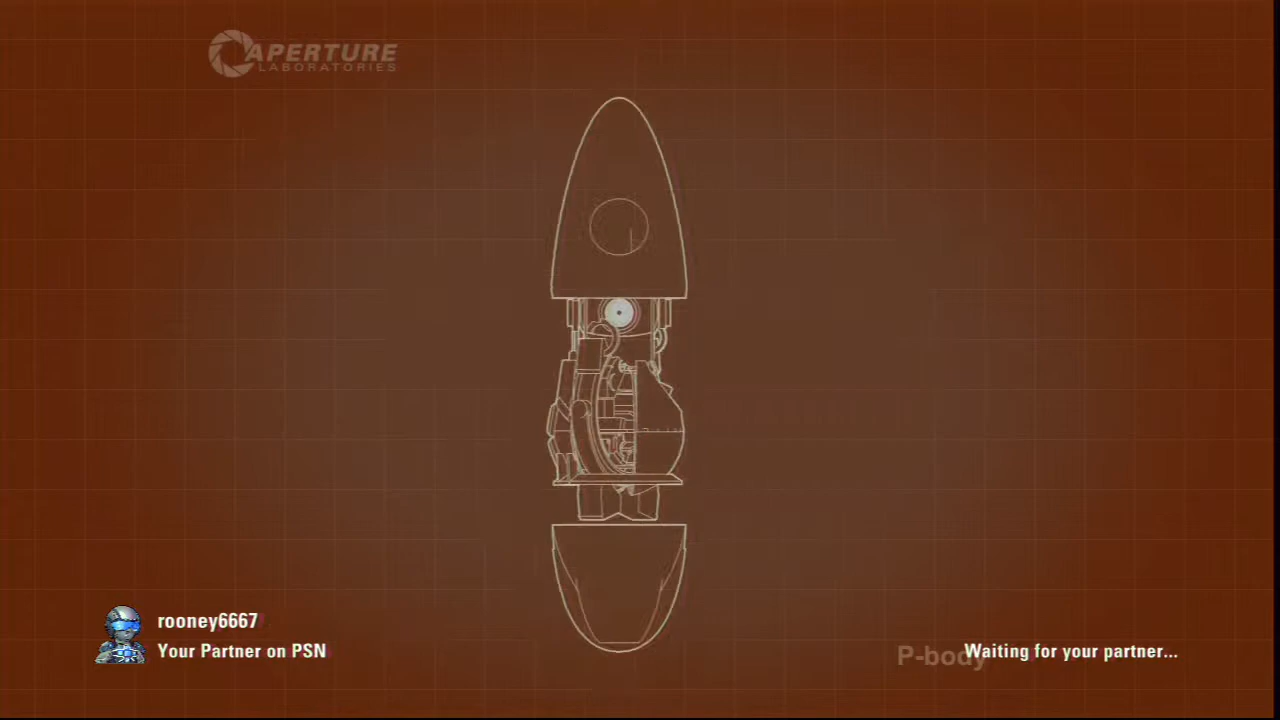 APERTURE
LABORATORIES
rooney6667
Your Partner on PSN
P-body
Waiting for your partner...